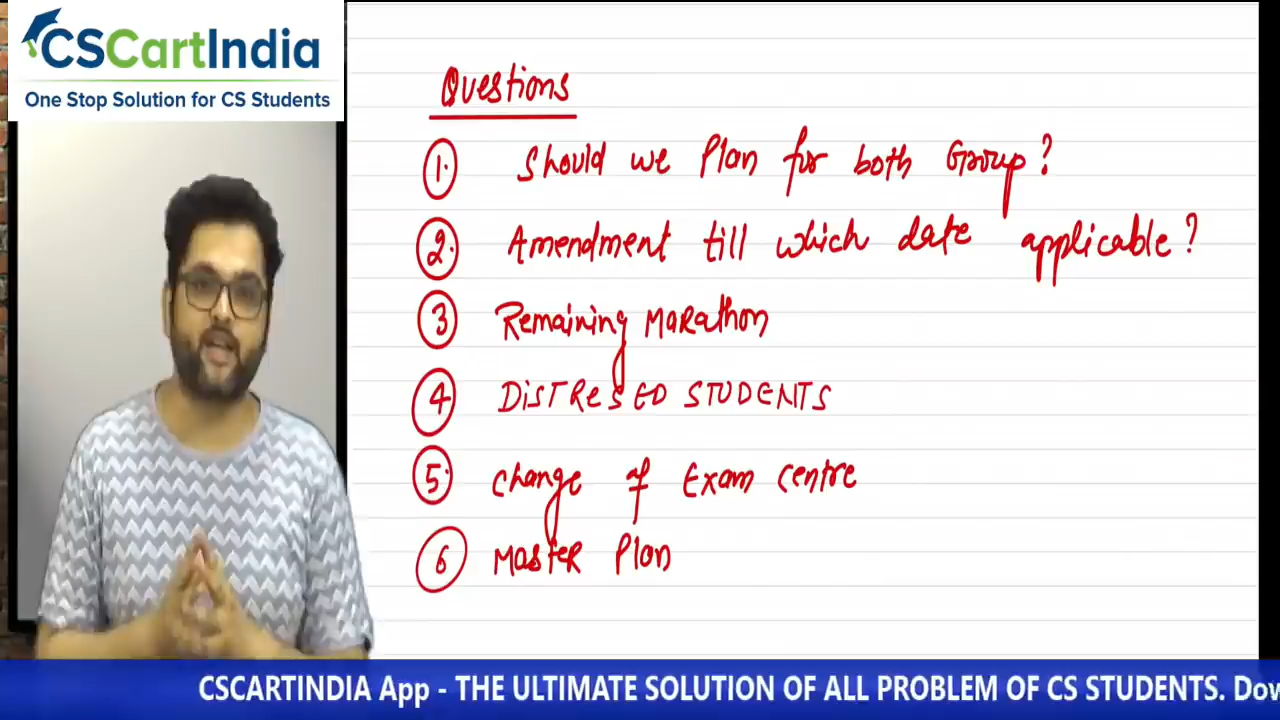 CSCartIndia
One Stop Solution for CS Students
Questions
1. Should we Plan for both Group?
2. Amendment till which date applicable?
3 Remaining Marathon
4 DISTRESSED STUDENTS
5. change of Exam centre
6 Master Plan
CSCARTINDIA App - THE ULTIMATE SOLUTION OF ALL PROBLEM OF CS STUDENTS. Dow